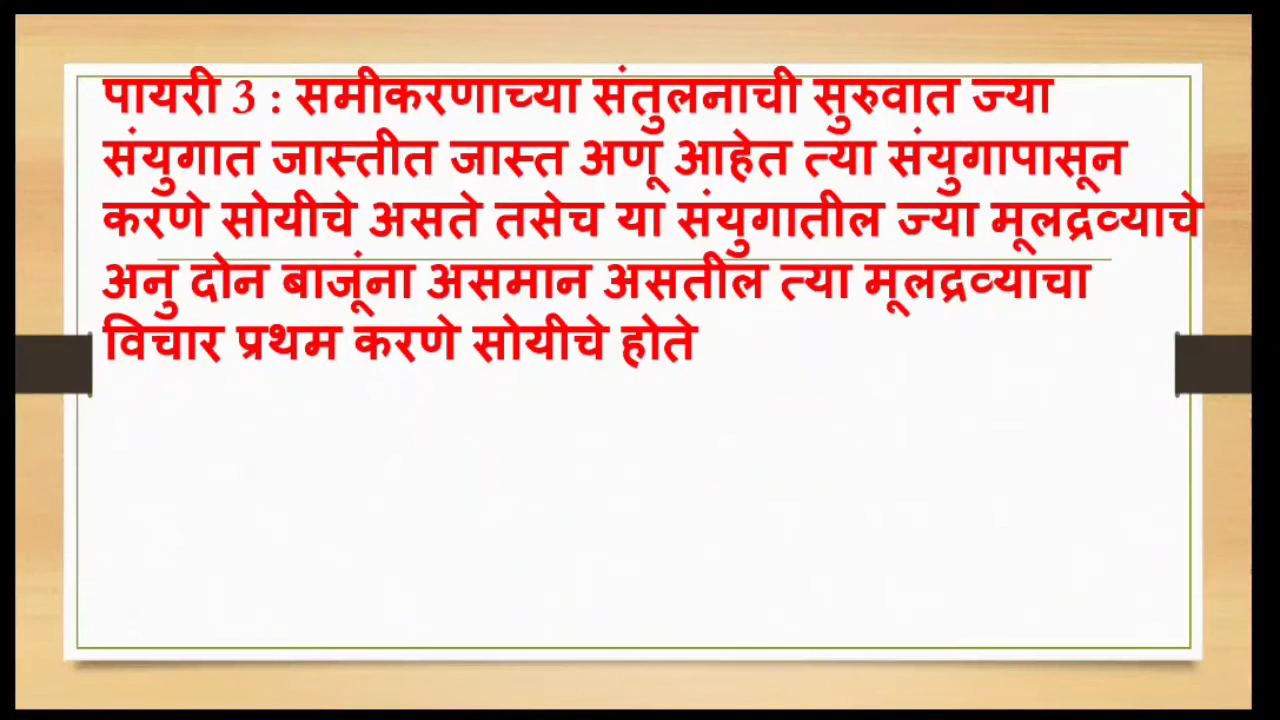 पायरी 3 : समीकरणाच्या संतुलनाची सुरुवात ज्या
संयुगात जास्तीत जास्त अणू आहेत त्या संयुगापासून
करणे सोयीचे असते तसेच या संयुगातील ज्या मूलद्रव्याचे
अनु दोन बाजूंना असमान असतील त्या मूलद्रव्याचा
विचार प्रथम करणे सोयीचे होते